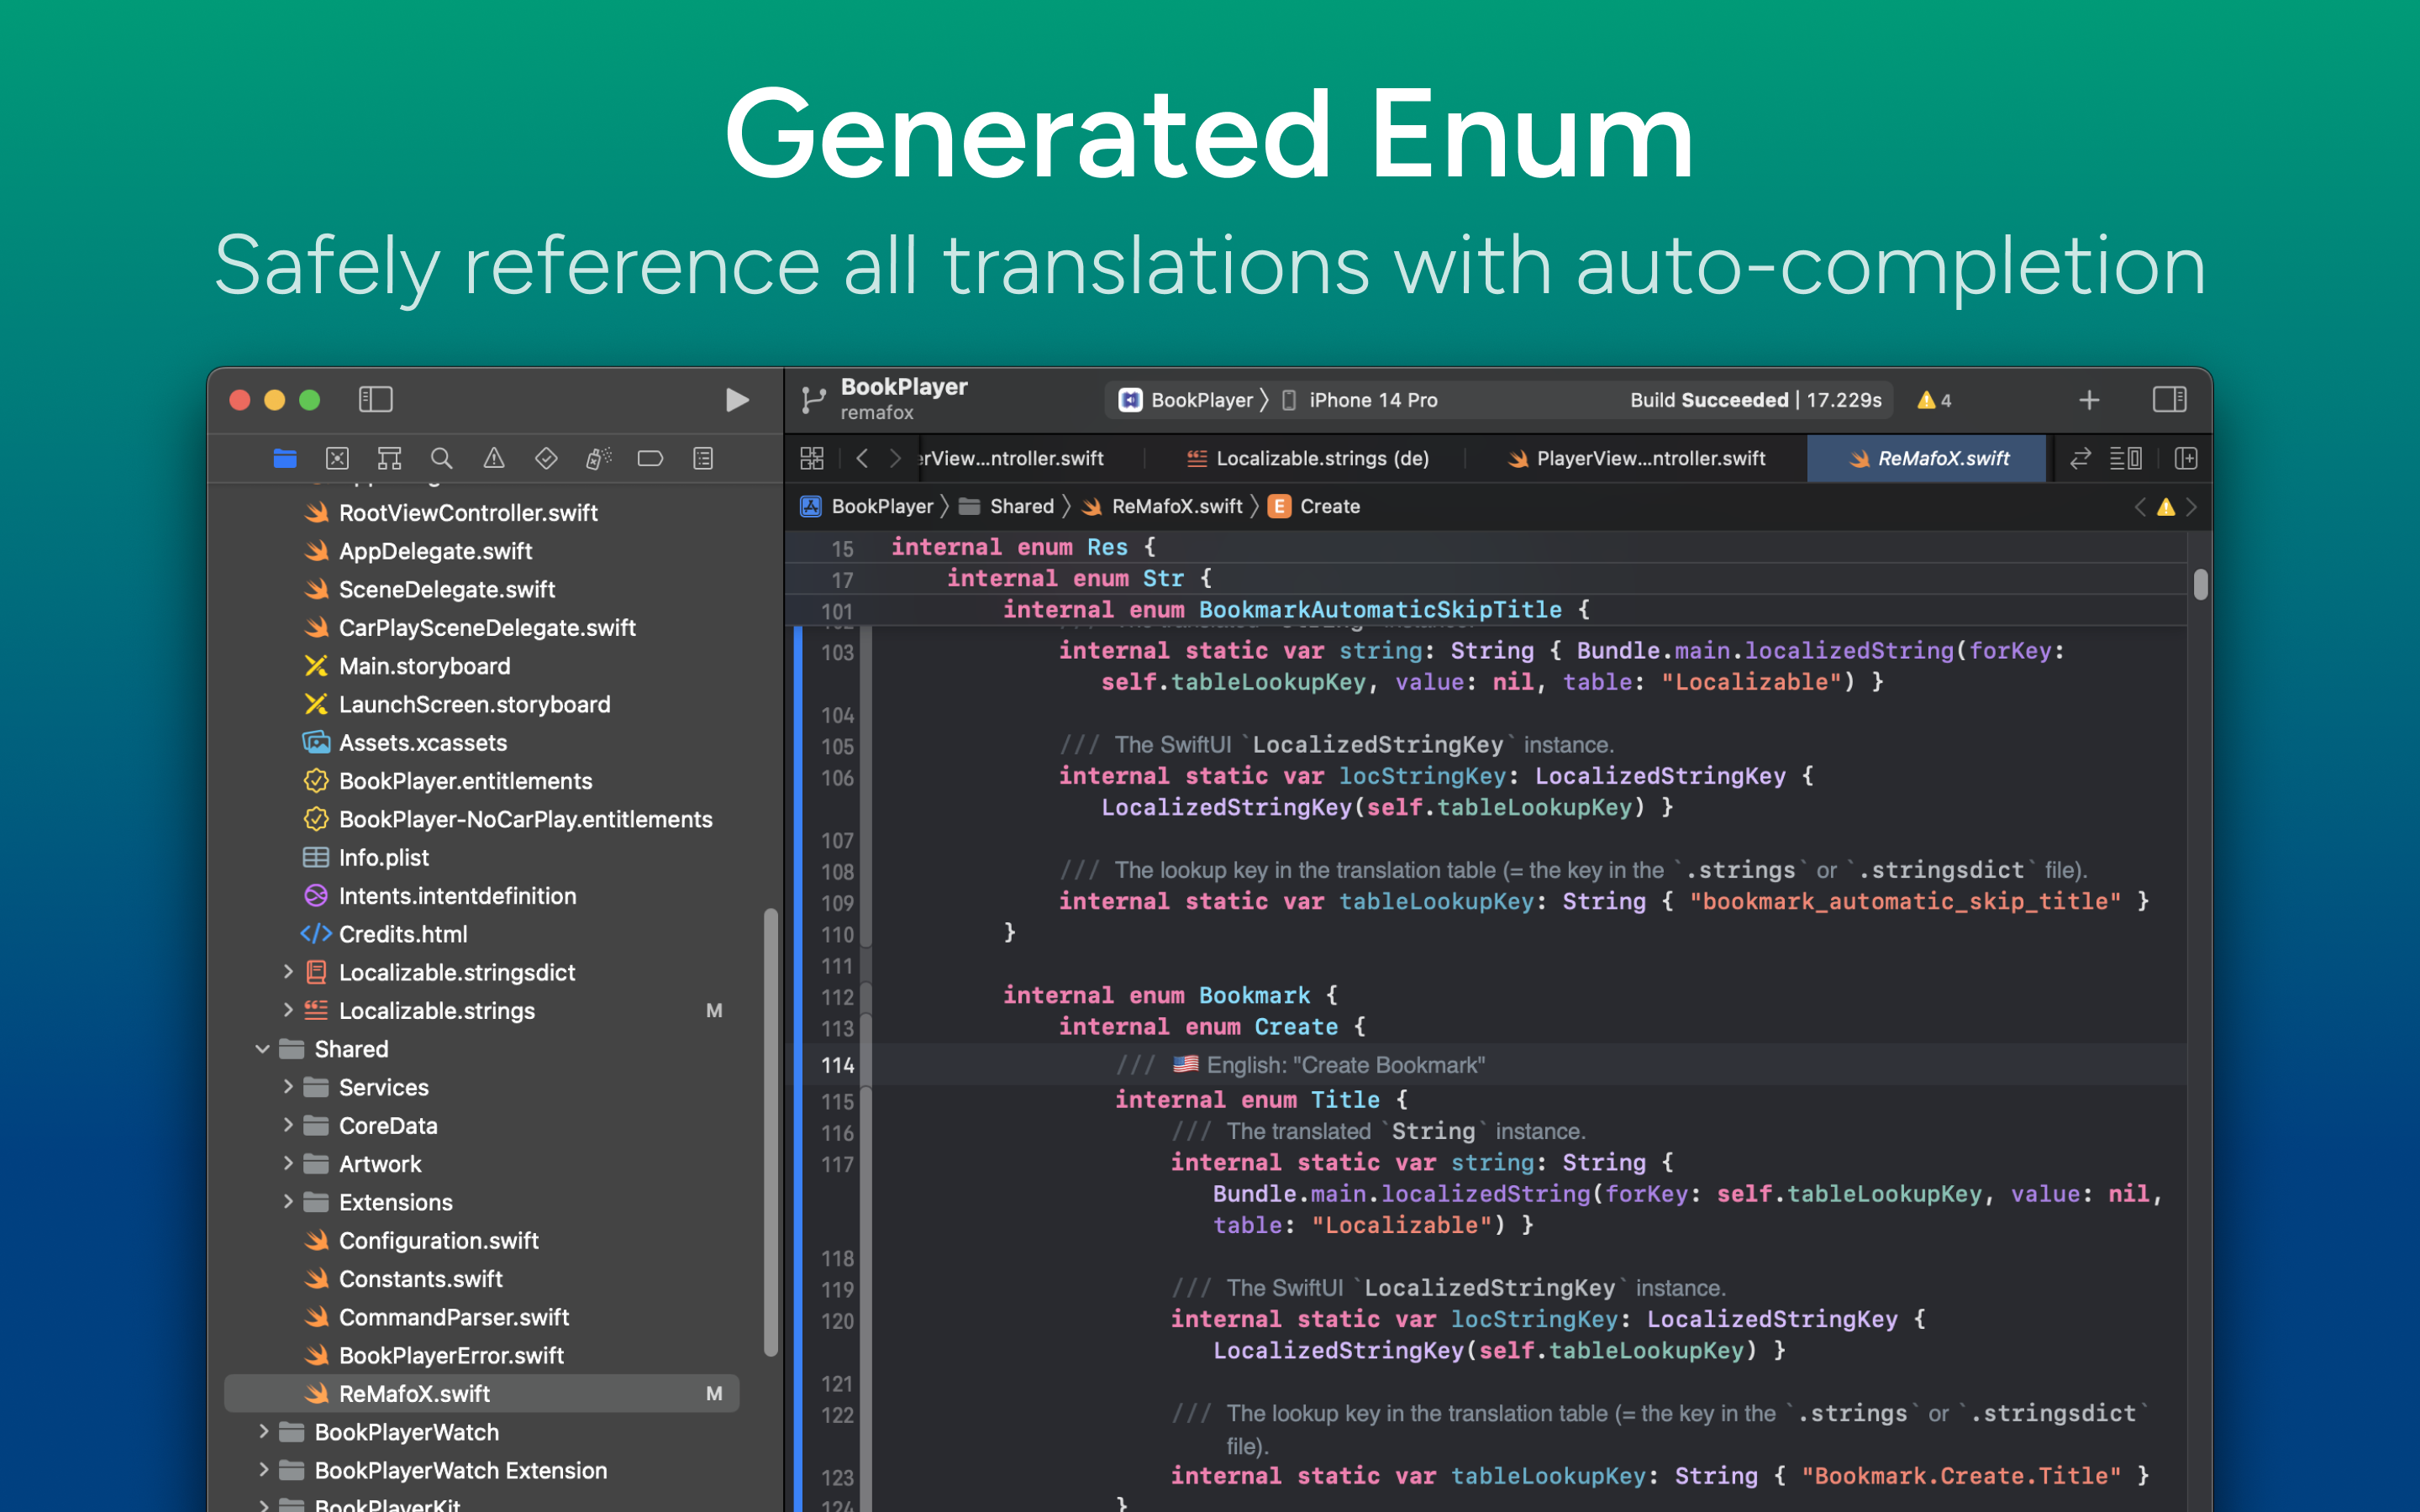 Generated Enum
Safely reference all translations with auto-completion
BookPlayer
remafox
BookPlayer
iPhone 14 Pro
Build Succeeded | 17.229s
4
erView...ntroller.swift
Localizable.strings (de)
PlayerView...ntroller.swift
ReMafoX.swift
BookPlayer
Shared
ReMafoX.swift
E Create
RootViewController.swift
AppDelegate.swift
SceneDelegate.swift
CarPlaySceneDelegate.swift
Main.storyboard
LaunchScreen.storyboard
Assets.xcassets
BookPlayer.entitlements
BookPlayer-NoCarPlay.entitlements
Info.plist
Intents.intentdefinition
Credits.html
Localizable.stringsdict
Localizable.strings M
Shared
Services
CoreData
Artwork
Extensions
Configuration.swift
Constants.swift
CommandParser.swift
BookPlayerError.swift
ReMafoX.swift M
BookPlayerWatch
BookPlayerWatch Extension
BookPlayerKit
15 internal enum Res {
17 internal enum Str {
101 internal enum BookmarkAutomaticSkipTitle {
103 internal static var string: String { Bundle.main.localizedString(forKey:
self.tableLookupKey, value: nil, table: "Localizable") }
104
105 /// The SwiftUI `LocalizedStringKey` instance.
106 internal static var locStringKey: LocalizedStringKey {
LocalizedStringKey(self.tableLookupKey) }
107
108 /// The lookup key in the translation table (= the key in the `.strings` or `.stringsdict` file).
109 internal static var tableLookupKey: String { "bookmark_automatic_skip_title" }
110 }
111
112 internal enum Bookmark {
113 internal enum Create {
114 /// 🇺🇸 English: "Create Bookmark"
115 internal enum Title {
116 /// The translated `String` instance.
117 internal static var string: String {
Bundle.main.localizedString(forKey: self.tableLookupKey, value: nil,
table: "Localizable") }
118
119 /// The SwiftUI `LocalizedStringKey` instance.
120 internal static var locStringKey: LocalizedStringKey {
LocalizedStringKey(self.tableLookupKey) }
121
122 /// The lookup key in the translation table (= the key in the `.strings` or `.stringsdict`
file).
123 internal static var tableLookupKey: String { "Bookmark.Create.Title" }
124 }